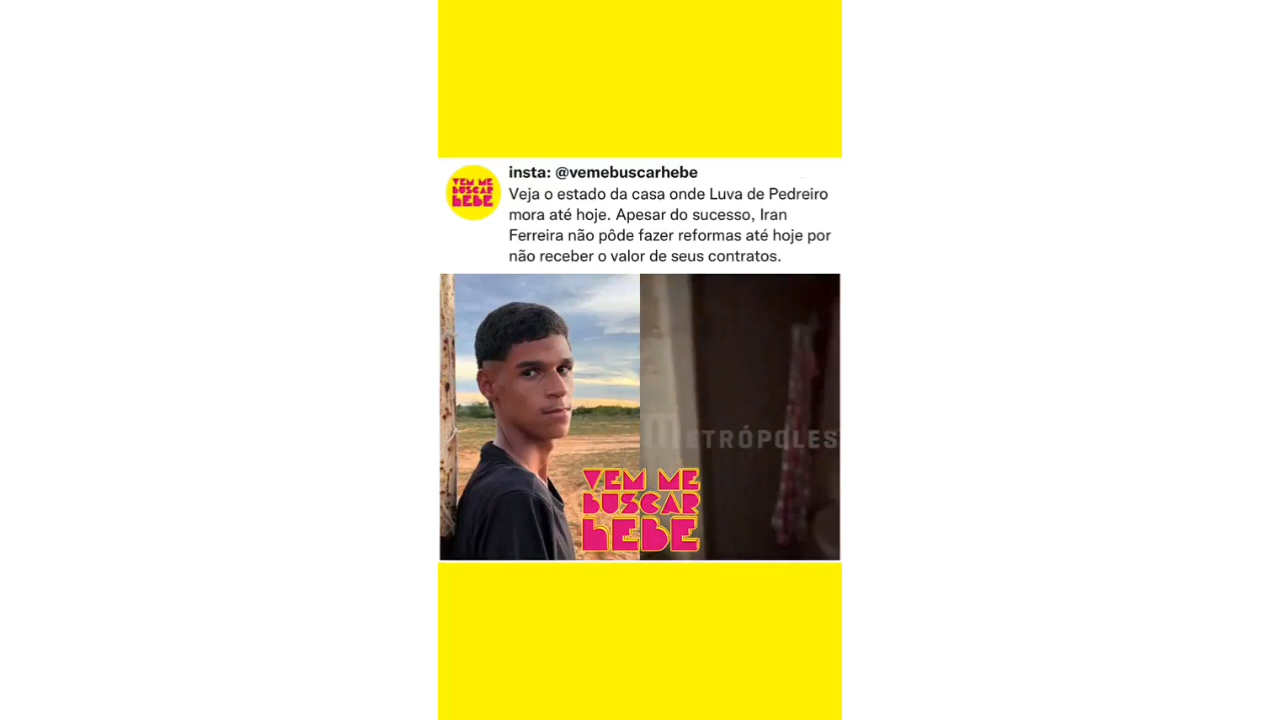 VEM ME
BUSCAR
HEBE
insta: @vemebuscarhebe
Veja o estado da casa onde Luva de Pedreiro
mora até hoje. Apesar do sucesso, Iran
Ferreira não pôde fazer reformas até hoje por
não receber o valor de seus contratos.
METRÓPOLES
VEM ME
BUSCAR
HEBE